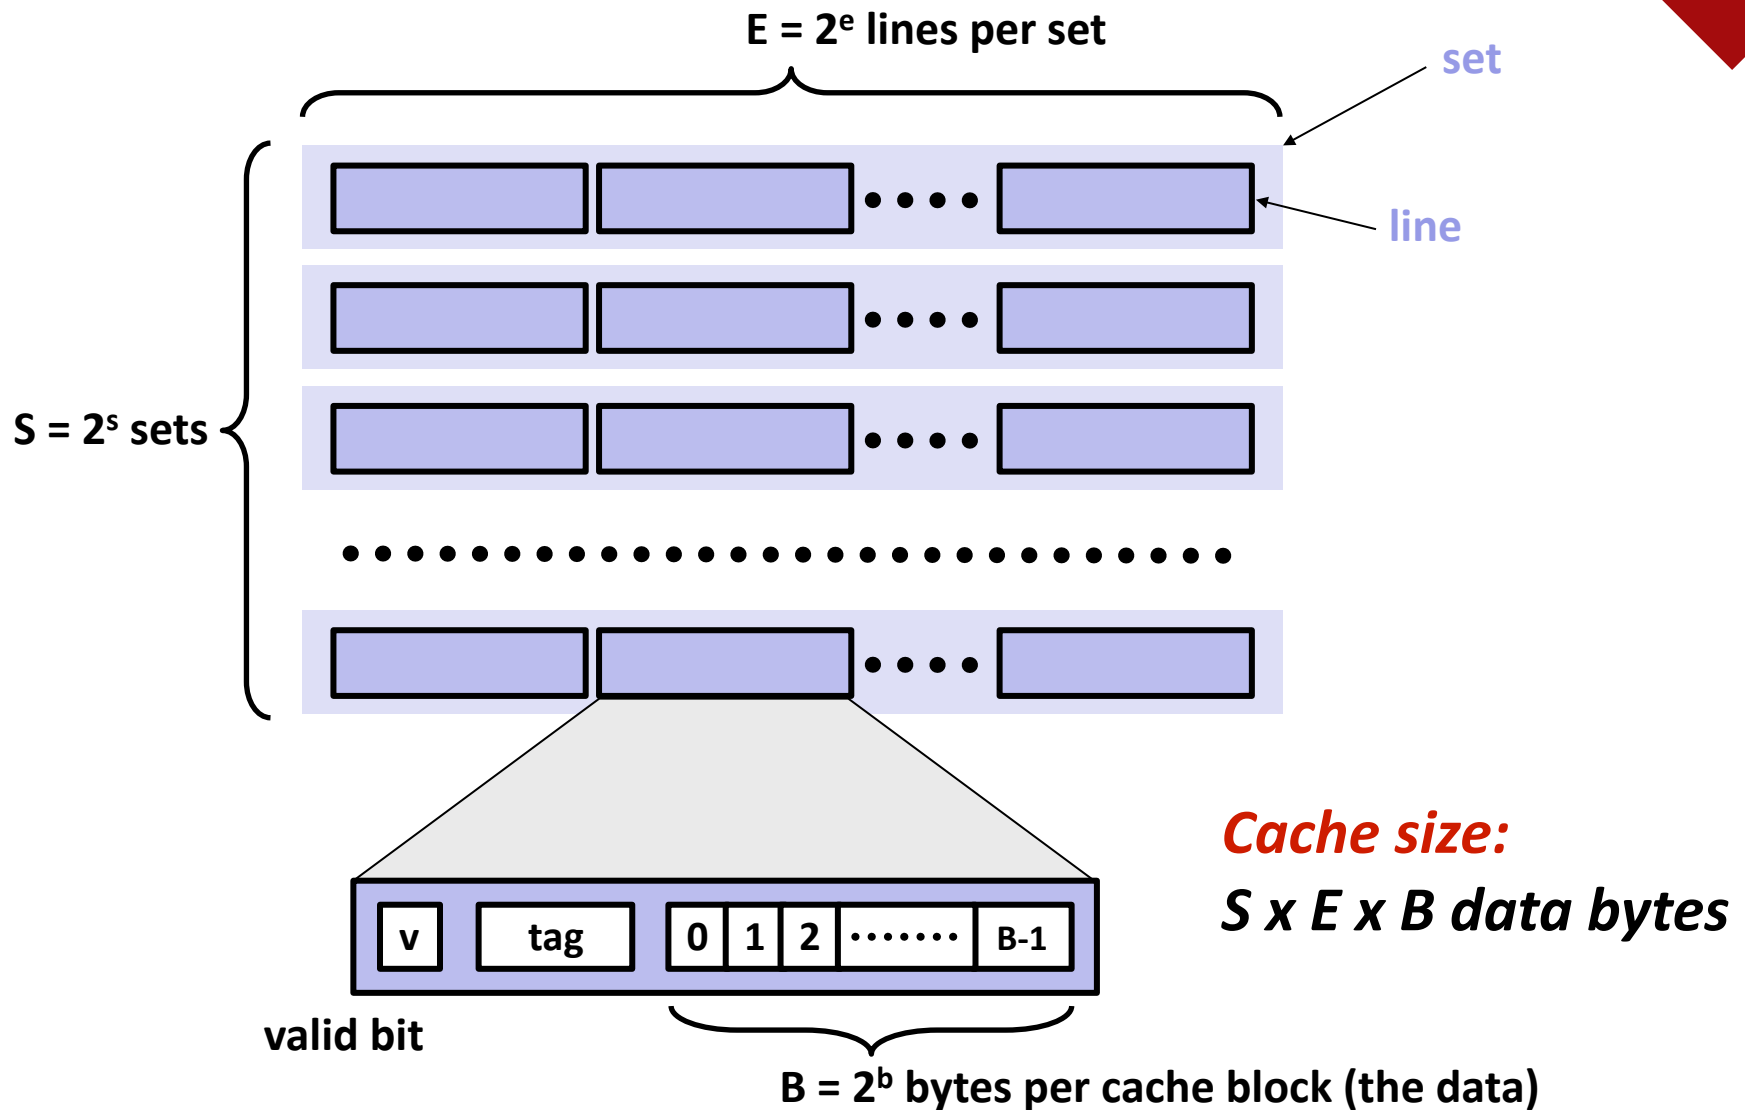 E = 2ᵉ lines per set
set
line
S = 2ˢ sets
Cache size:
S x E x B data bytes
v
tag
0
1
2
B-1
valid bit
B = 2ᵇ bytes per cache block (the data)